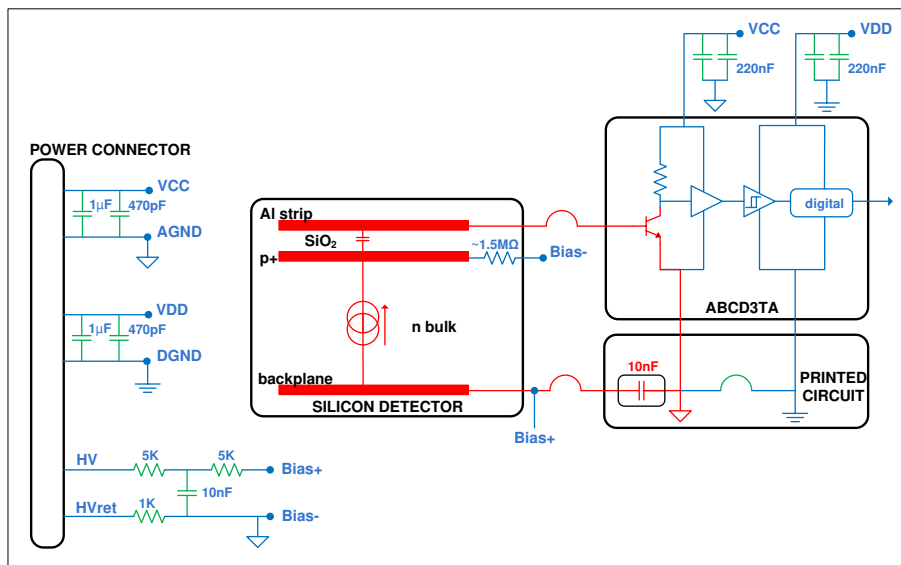 VCC
VDD
220nF
220nF
POWER CONNECTOR
VCC
1μF
470pF
AGND
Al strip
SiO2
p+
~1.5MΩ
Bias-
digital
n bulk
ABCD3TA
VDD
1μF
470pF
DGND
backplane
SILICON DETECTOR
10nF
PRINTED
CIRCUIT
Bias+
HV
5K
5K
Bias+
10nF
HVret
1K
Bias-